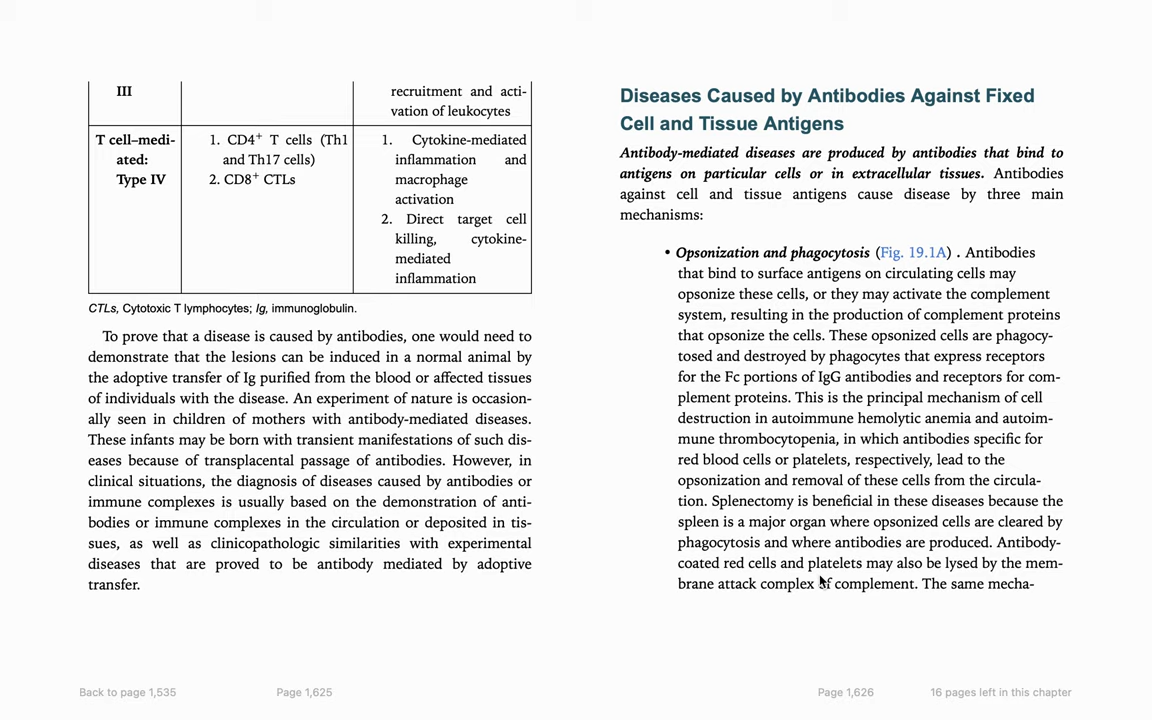 III
recruitment and acti-
vation of leukocytes
T cell–medi-
ated:
Type IV
1. CD4+ T cells (Th1
and Th17 cells)
2. CD8+ CTLs
1. Cytokine-mediated
inflammation and
macrophage
activation
2. Direct target cell
killing, cytokine-
mediated
inflammation
CTLs, Cytotoxic T lymphocytes; Ig, immunoglobulin.
To prove that a disease is caused by antibodies, one would need to
demonstrate that the lesions can be induced in a normal animal by
the adoptive transfer of Ig purified from the blood or affected tissues
of individuals with the disease. An experiment of nature is occasion-
ally seen in children of mothers with antibody-mediated diseases.
These infants may be born with transient manifestations of such dis-
eases because of transplacental passage of antibodies. However, in
clinical situations, the diagnosis of diseases caused by antibodies or
immune complexes is usually based on the demonstration of anti-
bodies or immune complexes in the circulation or deposited in tis-
sues, as well as clinicopathologic similarities with experimental
diseases that are proved to be antibody mediated by adoptive
transfer.
Back to page 1,535
Page 1,625
Diseases Caused by Antibodies Against Fixed
Cell and Tissue Antigens
Antibody-mediated diseases are produced by antibodies that bind to
antigens on particular cells or in extracellular tissues. Antibodies
against cell and tissue antigens cause disease by three main
mechanisms:
• Opsonization and phagocytosis (Fig. 19.1A) . Antibodies
that bind to surface antigens on circulating cells may
opsonize these cells, or they may activate the complement
system, resulting in the production of complement proteins
that opsonize the cells. These opsonized cells are phagocy-
tosed and destroyed by phagocytes that express receptors
for the Fc portions of IgG antibodies and receptors for com-
plement proteins. This is the principal mechanism of cell
destruction in autoimmune hemolytic anemia and autoim-
mune thrombocytopenia, in which antibodies specific for
red blood cells or platelets, respectively, lead to the
opsonization and removal of these cells from the circula-
tion. Splenectomy is beneficial in these diseases because the
spleen is a major organ where opsonized cells are cleared by
phagocytosis and where antibodies are produced. Antibody-
coated red cells and platelets may also be lysed by the mem-
brane attack complex of complement. The same mecha-
Page 1,626
16 pages left in this chapter